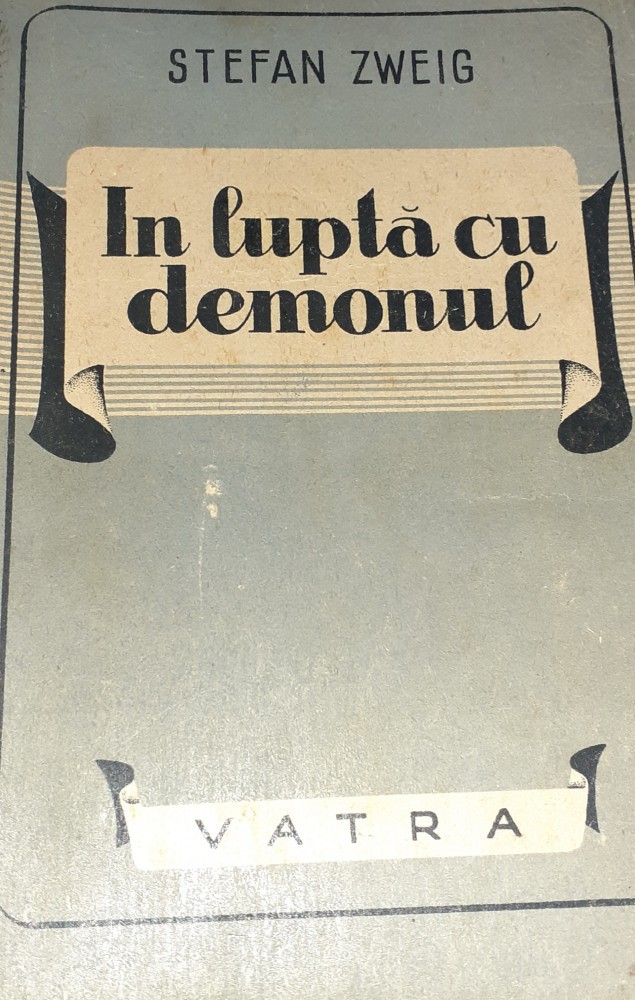 STEFAN ZWEIG
In luptă cu
demonul
VATRA